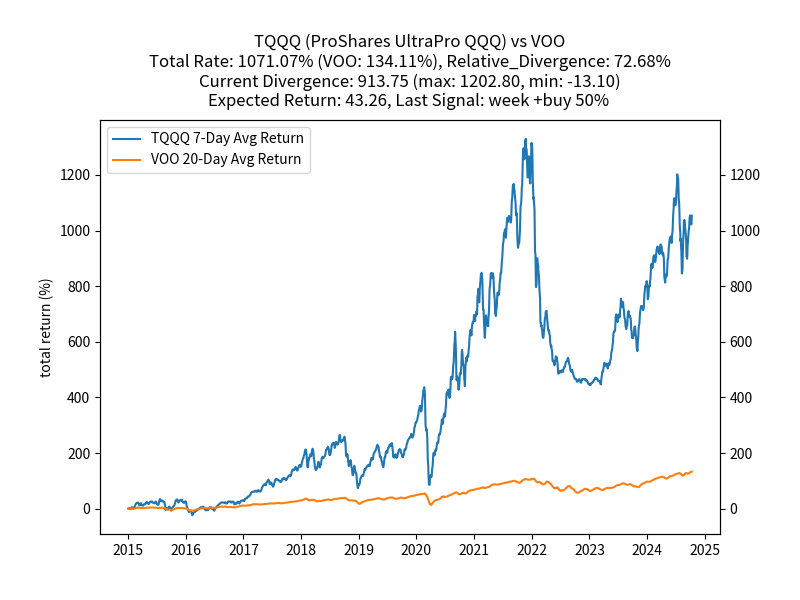 TQQQ (ProShares UltraPro QQQ) vs VOO
Total Rate: 1071.07% (VOO: 134.11%), Relative_Divergence: 72.68%
Current Divergence: 913.75 (max: 1202.80, min: -13.10)
Expected Return: 43.26, Last Signal: week +buy 50%
TQQQ 7-Day Avg Return
VOO 20-Day Avg Return
1200 1200
1000 1000
800 800
600 600
400 400
200 200
0 0
total return (%)
2015 2016 2017 2018 2019 2020 2021 2022 2023 2024 2025